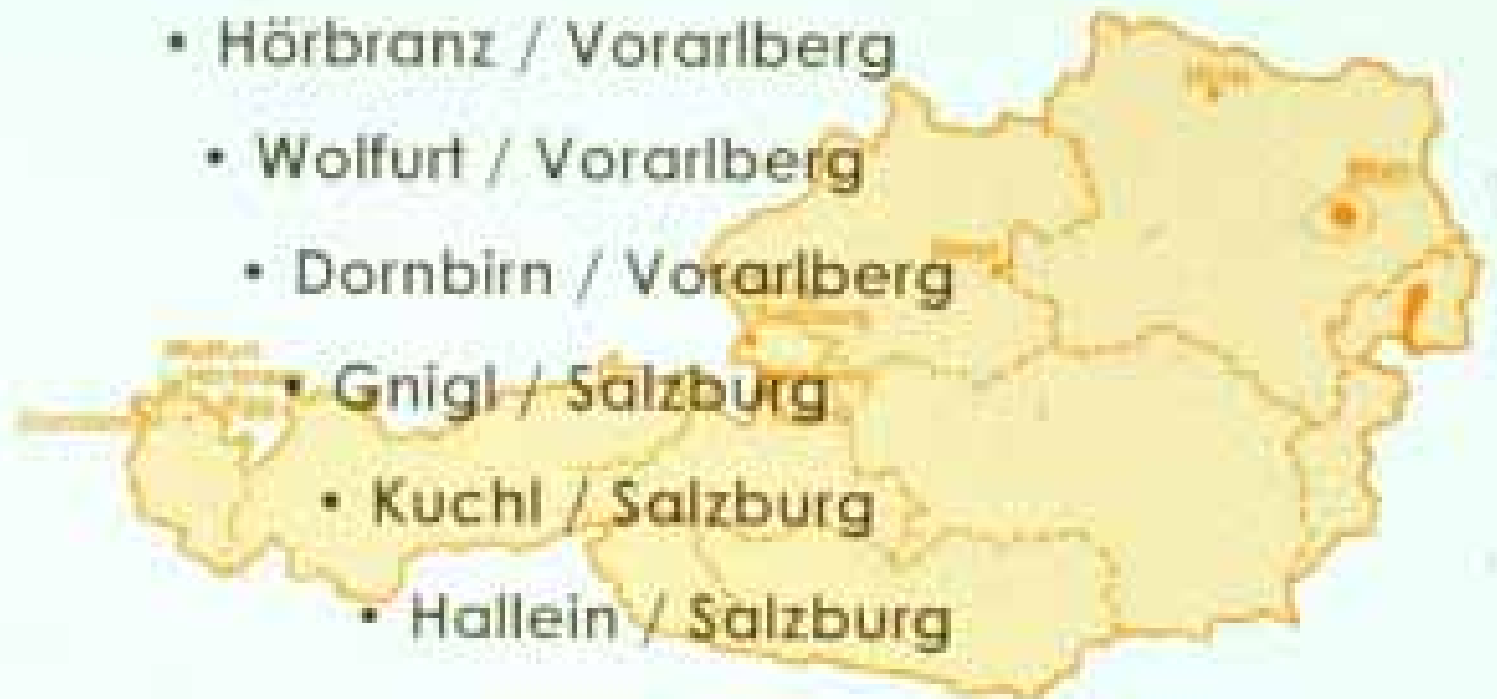 • Hörbranz / Vorarlberg
• Wolfurt / Vorarlberg
• Dornbirn / Vorarlberg
• Gnigl / Salzburg
• Kuchl / Salzburg
• Hallein / Salzburg